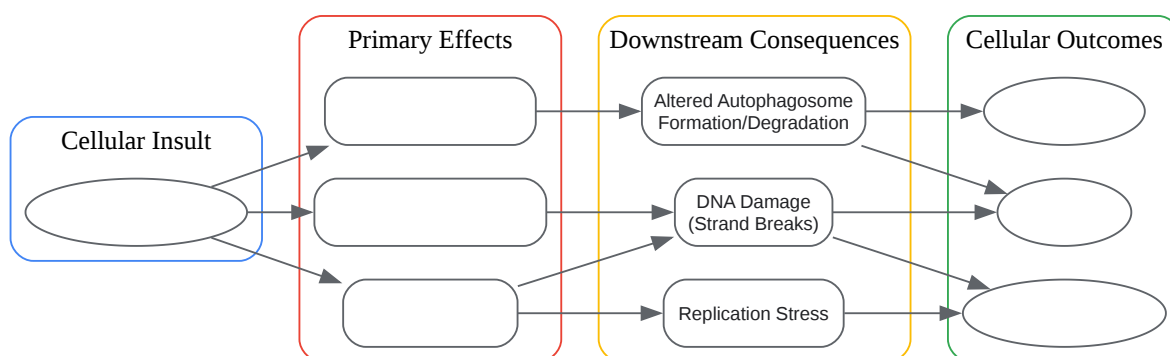 Primary Effects
Downstream Consequences
Cellular Outcomes
Cellular Insult
Altered Autophagosome
Formation/Degradation
DNA Damage
(Strand Breaks)
Replication Stress